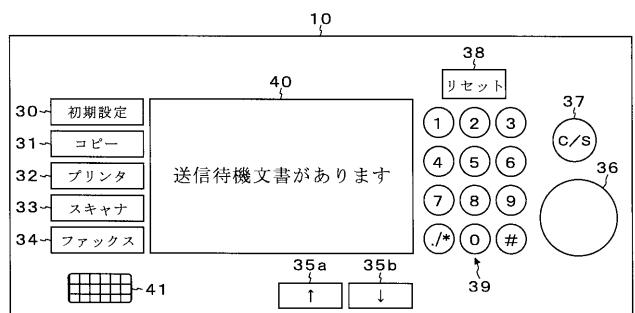 10
38
リセット
40
37
30 初期設定
1 2 3
C/S
31 コピー
36
32 プリンタ
送信待機文書があります
4 5 6
33 スキャナ
7 8 9
34 ファックス
./* 0 #
35a 35b
39
41
↑ ↓